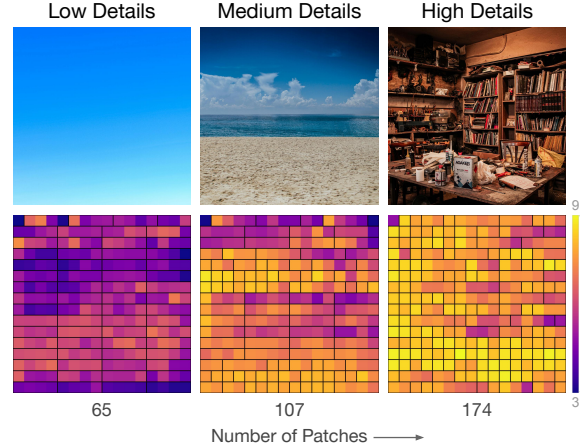 Low Details
Medium Details
High Details
9
3
65
107
174
Number of Patches